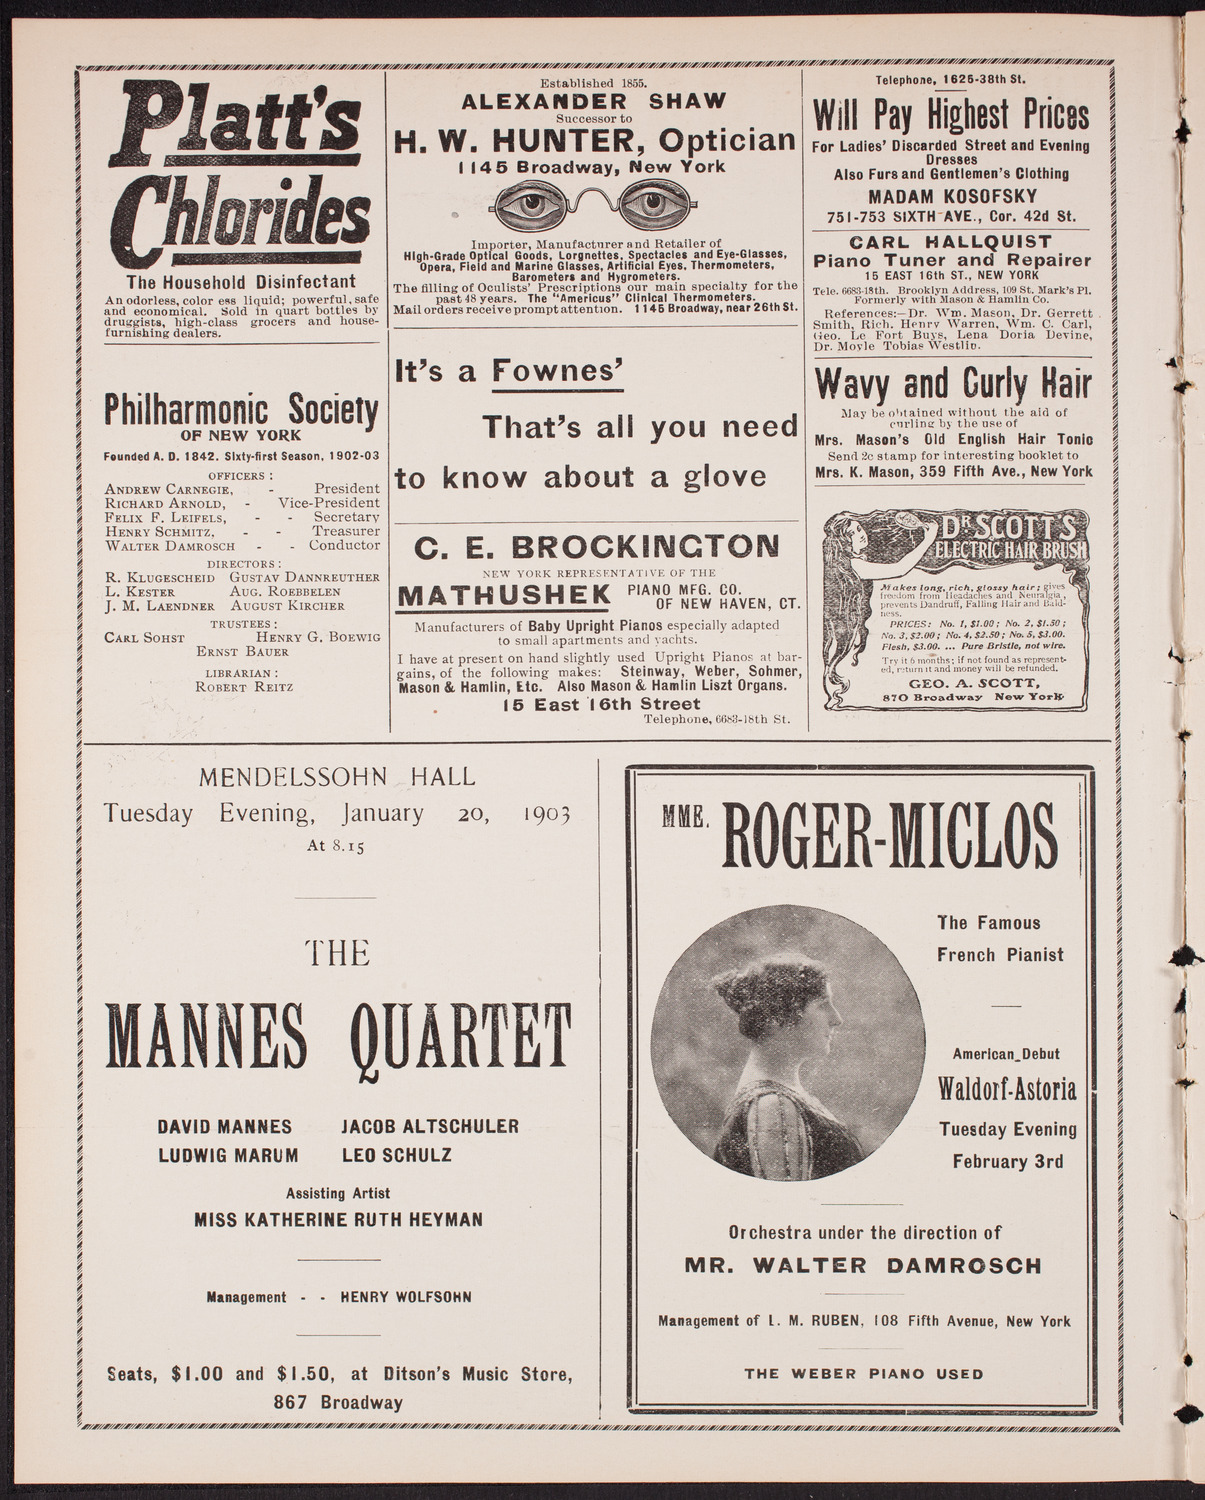 Platt's
Chlorides
The Household Disinfectant
An odorless, color ess liquid; powerful, safe
and economical. Sold in quart bottles by
druggists, high-class grocers and house-
furnishing dealers.
Philharmonic Society
OF NEW YORK
Founded A. D. 1842. Sixty-first Season, 1902-03
OFFICERS:
ANDREW CARNEGIE, - President
RICHARD ARNOLD, - Vice-President
FELIX F. LEIFELS, - - Secretary
HENRY SCHMITZ, - - Treasurer
WALTER DAMROSCH - - Conductor
DIRECTORS:
R. KLUGESCHEID GUSTAV DANNREUTHER
L. KESTER AUG. ROEBBELEN
J. M. LAENDNER AUGUST KIRCHER
TRUSTEES:
CARL SOHST HENRY G. BOEWIG
ERNST BAUER
LIBRARIAN:
ROBERT REITZ
Established 1855.
ALEXANDER SHAW
Successor to
H. W. HUNTER, Optician
1145 Broadway, New York
Importer, Manufacturer and Retailer of
High-Grade Optical Goods, Lorgnettes, Spectacles and Eye-Glasses,
Opera, Field and Marine Glasses, Artificial Eyes, Thermometers,
Barometers and Hygrometers.
The filling of Oculists' Prescriptions our main specialty for the
past 48 years. The "Americus" Clinical Thermometers.
Mail orders receive prompt attention. 1145 Broadway, near 26th St.
It's a Fownes'
That's all you need
to know about a glove
C. E. BROCKINGTON
NEW YORK REPRESENTATIVE OF THE
MATHUSHEK PIANO MFG. CO.
OF NEW HAVEN, CT.
Manufacturers of Baby Upright Pianos especially adapted
to small apartments and yachts.
I have at present on hand slightly used Upright Pianos at bar-
gains, of the following makes: Steinway, Weber, Sohmer,
Mason & Hamlin, Etc. Also Mason & Hamlin Liszt Organs.
15 East 16th Street
Telephone, 6683-18th St.
Telephone, 1625-38th St.
Will Pay Highest Prices
For Ladies' Discarded Street and Evening
Dresses
Also Furs and Gentlemen's Clothing
MADAM KOSOFSKY
751-753 SIXTH AVE., Cor. 42d St.
CARL HALLQUIST
Piano Tuner and Repairer
15 EAST 16th ST., NEW YORK
Tele. 6683-18th. Brooklyn Address, 109 St. Mark's Pl.
Formerly with Mason & Hamlin Co.
References:—Dr. Wm. Mason, Dr. Gerrett
Smith, Rich. Henry Warren, Wm. C. Carl,
Geo. Le Fort Buys, Lena Doria Devine,
Dr. Moyle Tobias Westlin.
Wavy and Curly Hair
May be obtained without the aid of
curling by the use of
Mrs. Mason's Old English Hair Tonic
Send 2c stamp for interesting booklet to
Mrs. K. Mason, 359 Fifth Ave., New York
DR. SCOTT'S
ELECTRIC HAIR BRUSH
Makes long, rich, glossy hair; gives
freedom from Headaches and Neuralgia,
prevents Dandruff, Falling Hair and Bald-
ness.
PRICES: No. 1, $1.00; No. 2, $1.50;
No. 3, $2.00; No. 4, $2.50; No. 5, $3.00.
Flesh, $3.00. ... Pure Bristle, not wire.
Try it 6 months; if not found as represent-
ed, return it and money will be refunded.
GEO. A. SCOTT,
870 Broadway New York
MENDELSSOHN HALL
Tuesday Evening, January 20, 1903
At 8.15
THE
MANNES QUARTET
DAVID MANNES JACOB ALTSCHULER
LUDWIG MARUM LEO SCHULZ
Assisting Artist
MISS KATHERINE RUTH HEYMAN
Management - - HENRY WOLFSOHN
Seats, $1.00 and $1.50, at Ditson's Music Store,
867 Broadway
MME. ROGER-MICLOS
The Famous
French Pianist
American Debut
Waldorf-Astoria
Tuesday Evening
February 3rd
Orchestra under the direction of
MR. WALTER DAMROSCH
Management of L. M. RUBEN, 108 Fifth Avenue, New York
THE WEBER PIANO USED